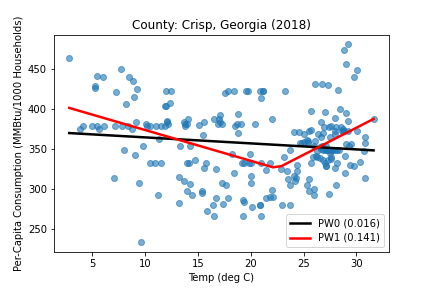 County: Crisp, Georgia (2018)
Per-Capita Consumption (MMBtu/1000 Households)
450
400
350
300
250
PW0 (0.016)
PW1 (0.141)
5 10 15 20 25 30
Temp (deg C)